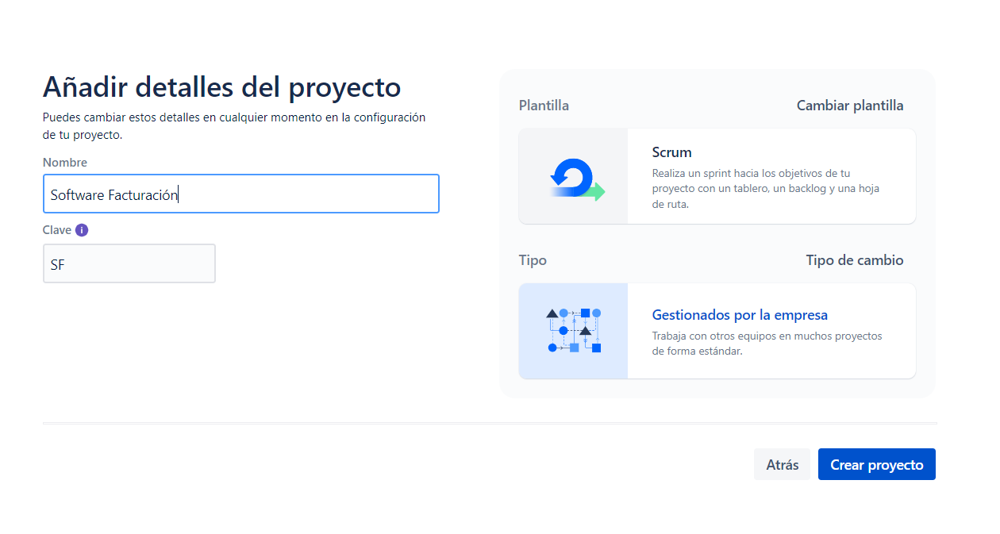 Añadir detalles del proyecto
Puedes cambiar estos detalles en cualquier momento en la configuración
de tu proyecto.
Nombre
Software Facturación
Clave
SF
Plantilla
Cambiar plantilla
Scrum
Realiza un sprint hacia los objetivos de tu
proyecto con un tablero, un backlog y una hoja
de ruta.
Tipo
Tipo de cambio
Gestionados por la empresa
Trabaja con otros equipos en muchos proyectos
de forma estándar.
Atrás
Crear proyecto